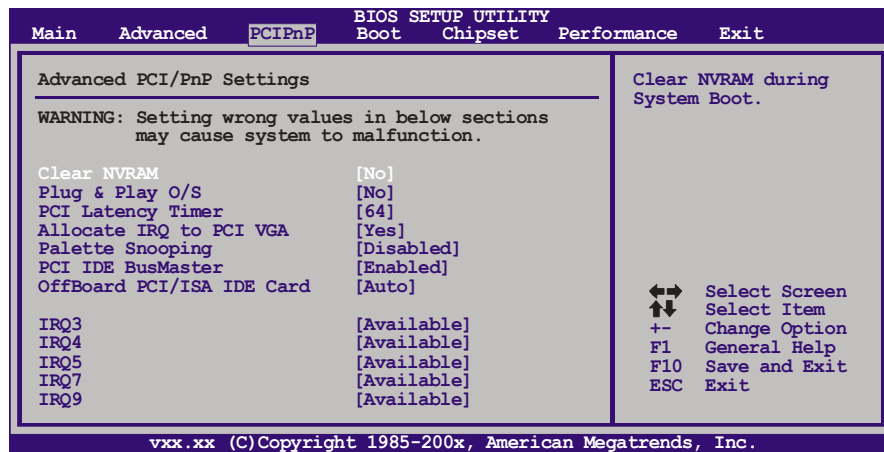 BIOS SETUP UTILITY
Main Advanced PCIPnP Boot Chipset Performance Exit
Advanced PCI/PnP Settings
WARNING: Setting wrong values in below sections
may cause system to malfunction.
Clear NVRAM [No]
Plug & Play O/S [No]
PCI Latency Timer [64]
Allocate IRQ to PCI VGA [Yes]
Palette Snooping [Disabled]
PCI IDE BusMaster [Enabled]
OffBoard PCI/ISA IDE Card [Auto]
IRQ3 [Available]
IRQ4 [Available]
IRQ5 [Available]
IRQ7 [Available]
IRQ9 [Available]
Clear NVRAM during
System Boot.
Select Screen
Select Item
+- Change Option
F1 General Help
F10 Save and Exit
ESC Exit
vxx.xx (C)Copyright 1985-200x, American Megatrends, Inc.